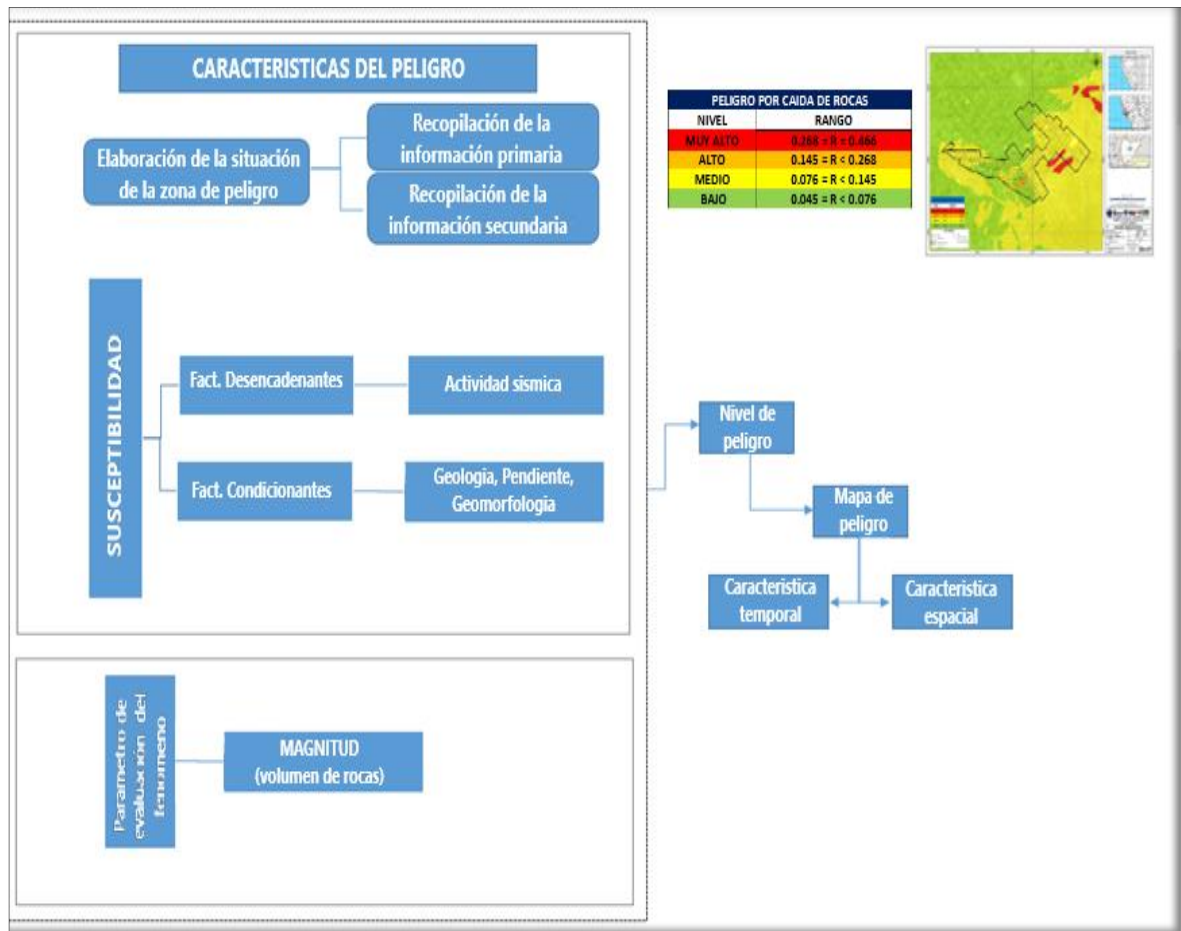 CARACTERISTICAS DEL PELIGRO
Elaboración de la situación
de la zona de peligro
Recopilación de la
información primaria
Recopilación de la
información secundaria
SUSCEPTIBILIDAD
Fact. Desencadenantes
Actividad sísmica
Fact. Condicionantes
Geologia, Pendiente,
Geomorfologia
Parametro de
evaluación del
fenomeno
MAGNITUD
(volumen de rocas)
PELIGRO POR CAIDA DE ROCAS
NIVEL RANGO
MUY ALTO 0.268 = R = 0.466
ALTO 0.145 = R < 0.268
MEDIO 0.076 = R < 0.145
BAJO 0.045 = R < 0.076
Nivel de
peligro
Mapa de
peligro
Caracteristica
temporal
Caracteristica
espacial